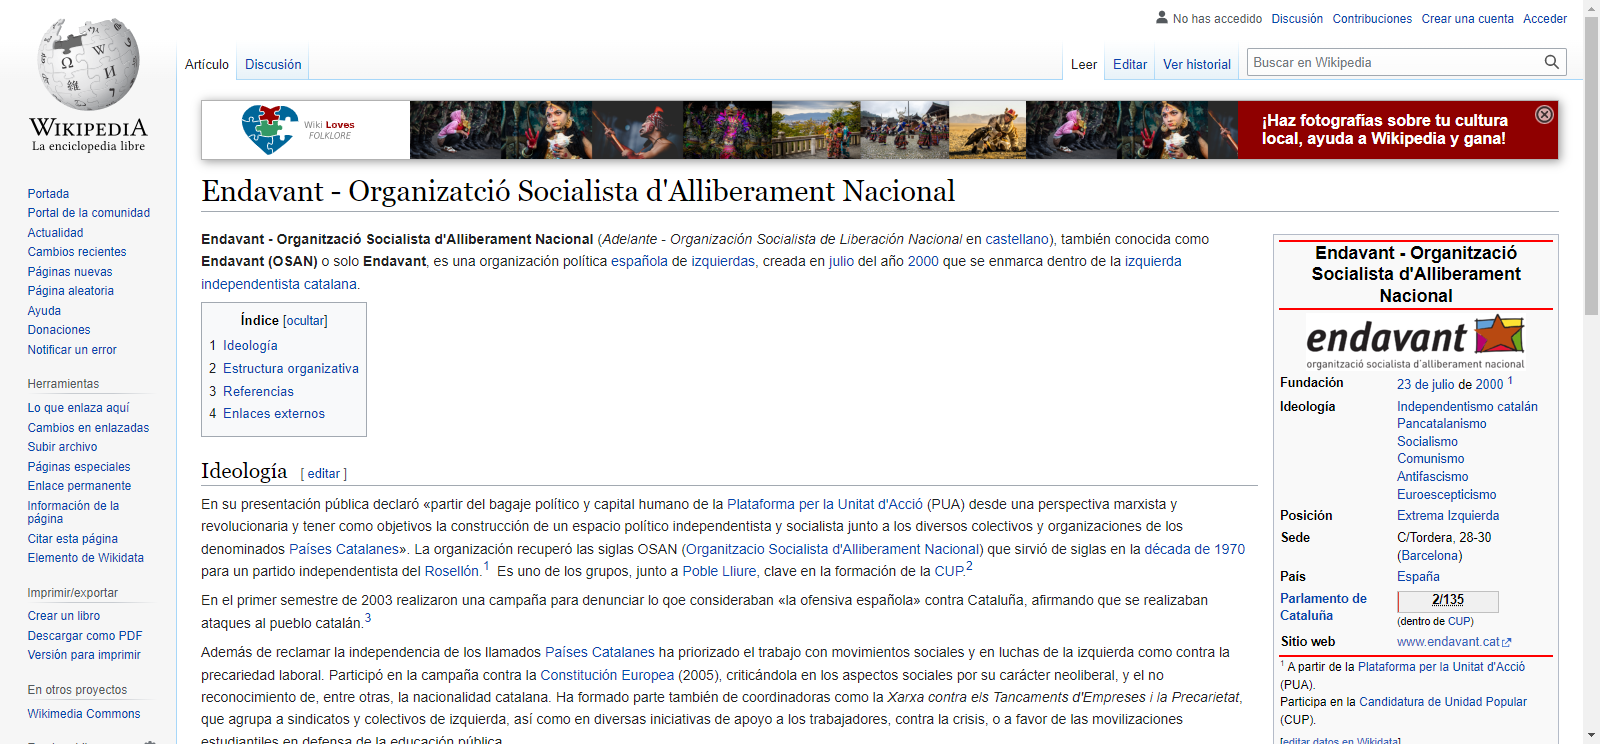 No has accedido Discusión Contribuciones Crear una cuenta Acceder
Artículo Discusión Leer Editar Ver historial Buscar en Wikipedia
WIKIPEDIA
La enciclopedia libre
Portada
Portal de la comunidad
Actualidad
Cambios recientes
Páginas nuevas
Página aleatoria
Ayuda
Donaciones
Notificar un error
Herramientas
Lo que enlaza aquí
Cambios en enlazadas
Subir archivo
Páginas especiales
Enlace permanente
Información de la
página
Citar esta página
Elemento de Wikidata
Imprimir/exportar
Crear un libro
Descargar como PDF
Versión para imprimir
En otros proyectos
Wikimedia Commons
Wiki Loves
FOLKLORE
¡Haz fotografías sobre tu cultura
local, ayuda a Wikipedia y gana!
Endavant - Organizatció Socialista d'Alliberament Nacional
Endavant - Organització Socialista d'Alliberament Nacional (Adelante - Organización Socialista de Liberación Nacional en castellano), también conocida como
Endavant (OSAN) o solo Endavant, es una organización política española de izquierdas, creada en julio del año 2000 que se enmarca dentro de la izquierda
independentista catalana.
Índice [ocultar]
1 Ideología
2 Estructura organizativa
3 Referencias
4 Enlaces externos
Ideología [ editar ]
En su presentación pública declaró «partir del bagaje político y capital humano de la Plataforma per la Unitat d'Acció (PUA) desde una perspectiva marxista y
revolucionaria y tener como objetivos la construcción de un espacio político independentista y socialista junto a los diversos colectivos y organizaciones de los
denominados Países Catalanes». La organización recuperó las siglas OSAN (Organitzacio Socialista d'Alliberament Nacional) que sirvió de siglas en la década de 1970
para un partido independentista del Rosellón.1 Es uno de los grupos, junto a Poble Lliure, clave en la formación de la CUP.2
En el primer semestre de 2003 realizaron una campaña para denunciar lo qoe consideraban «la ofensiva española» contra Cataluña, afirmando que se realizaban
ataques al pueblo catalán.3
Además de reclamar la independencia de los llamados Países Catalanes ha priorizado el trabajo con movimientos sociales y en luchas de la izquierda como contra la
precariedad laboral. Participó en la campaña contra la Constitución Europea (2005), criticándola en los aspectos sociales por su carácter neoliberal, y el no
reconocimiento de, entre otras, la nacionalidad catalana. Ha formado parte también de coordinadoras como la Xarxa contra els Tancaments d'Empreses i la Precarietat,
que agrupa a sindicatos y colectivos de izquierda, así como en diversas iniciativas de apoyo a los trabajadores, contra la crisis, o a favor de las movilizaciones
estudiantiles en defensa de la educación pública.
Endavant - Organització
Socialista d'Alliberament
Nacional
endavant
organització socialista d'alliberament nacional
Fundación 23 de julio de 2000 1
Ideología Independentismo catalán
Pancatalanismo
Socialismo
Comunismo
Antifascismo
Euroescepticismo
Posición Extrema Izquierda
Sede C/Tordera, 28-30
(Barcelona)
País España
Parlamento de
Cataluña
2/135
(dentro de CUP)
Sitio web www.endavant.cat
1 A partir de la Plataforma per la Unitat d'Acció
(PUA).
Participa en la Candidatura de Unidad Popular
(CUP).
[editar datos en Wikidata]